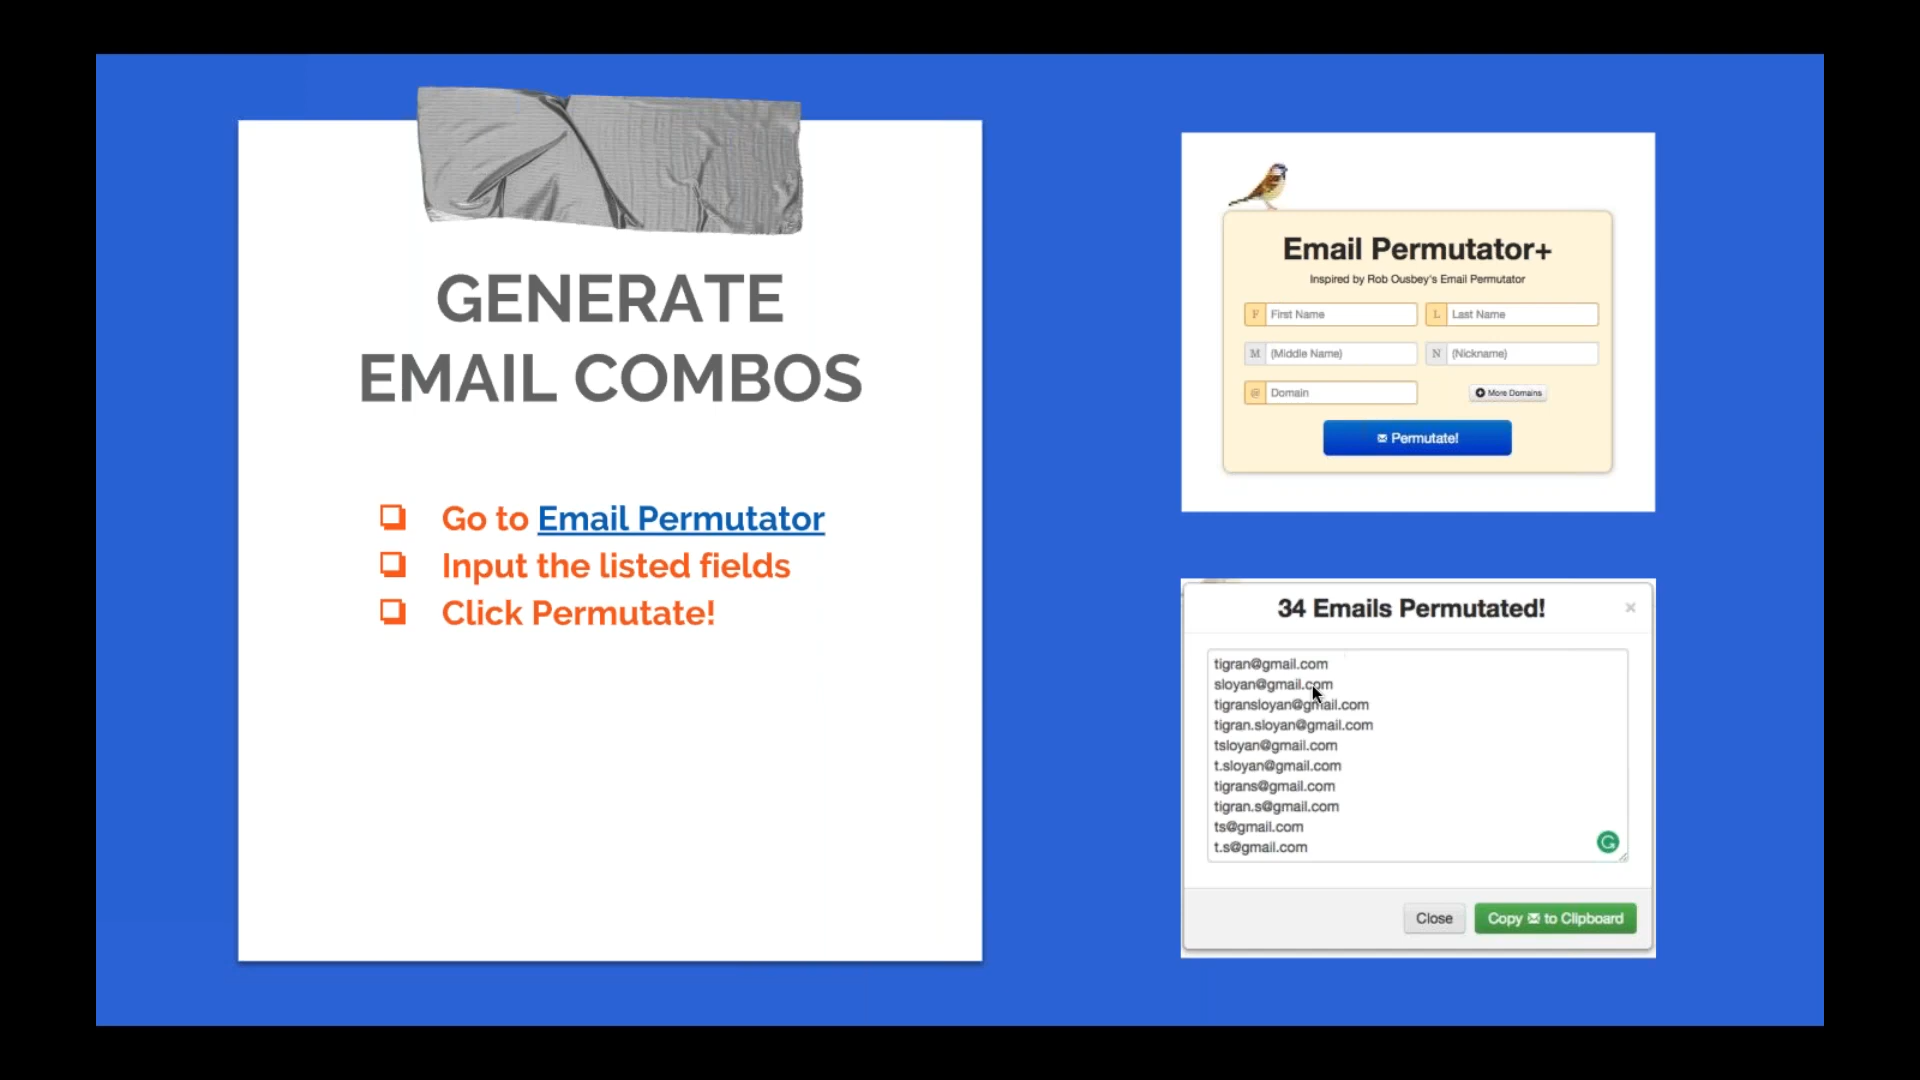 GENERATE
EMAIL COMBOS
Go to Email Permutator
Input the listed fields
Click Permutate!
Email Permutator+
Inspired by Rob Ousbey's Email Permutator
F First Name
L Last Name
M (Middle Name)
N (Nickname)
@ Domain
More Domains
Permutate!
34 Emails Permutated!
×
tigran@gmail.com
sloyan@gmail.com
tigransloyan@gmail.com
tigran.sloyan@gmail.com
tsloyan@gmail.com
t.sloyan@gmail.com
tigrans@gmail.com
tigran.s@gmail.com
ts@gmail.com
t.s@gmail.com
G
Close
Copy to Clipboard